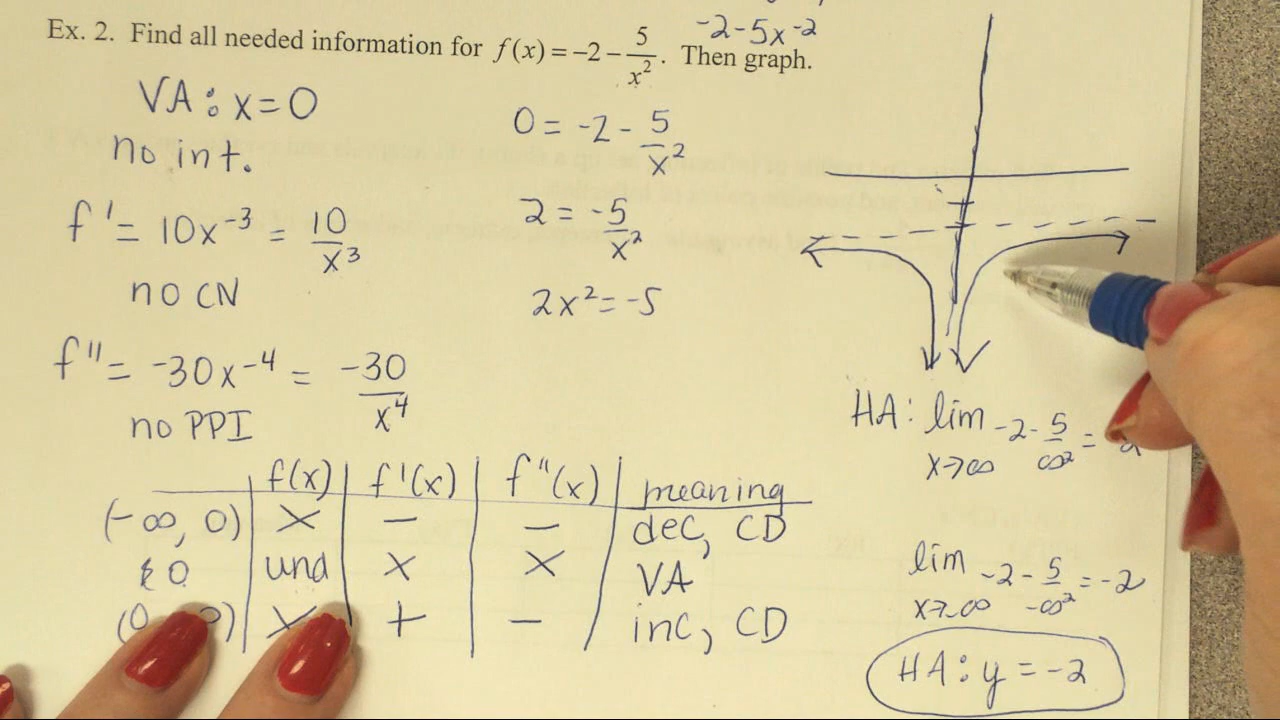 -2-5x⁻²
Ex. 2. Find all needed information for f(x) = -2 - 5/x². Then graph.
VA: x=0
no int.
f' = 10x⁻³ = 10/x³
no CN
f" = -30x⁻⁴ = -30/x⁴
no PPI
0 = -2 - 5/x²
2 = -5/x²
2x² = -5
f(x) f'(x) f"(x) meaning
(-∞, 0) X — — dec, CD
0 und X X VA
(0, ) X + — inc, CD
HA: lim x→∞ -2 - 5/∞² =
lim x→-∞ -2 - 5/-∞² = -2
HA: y = -2